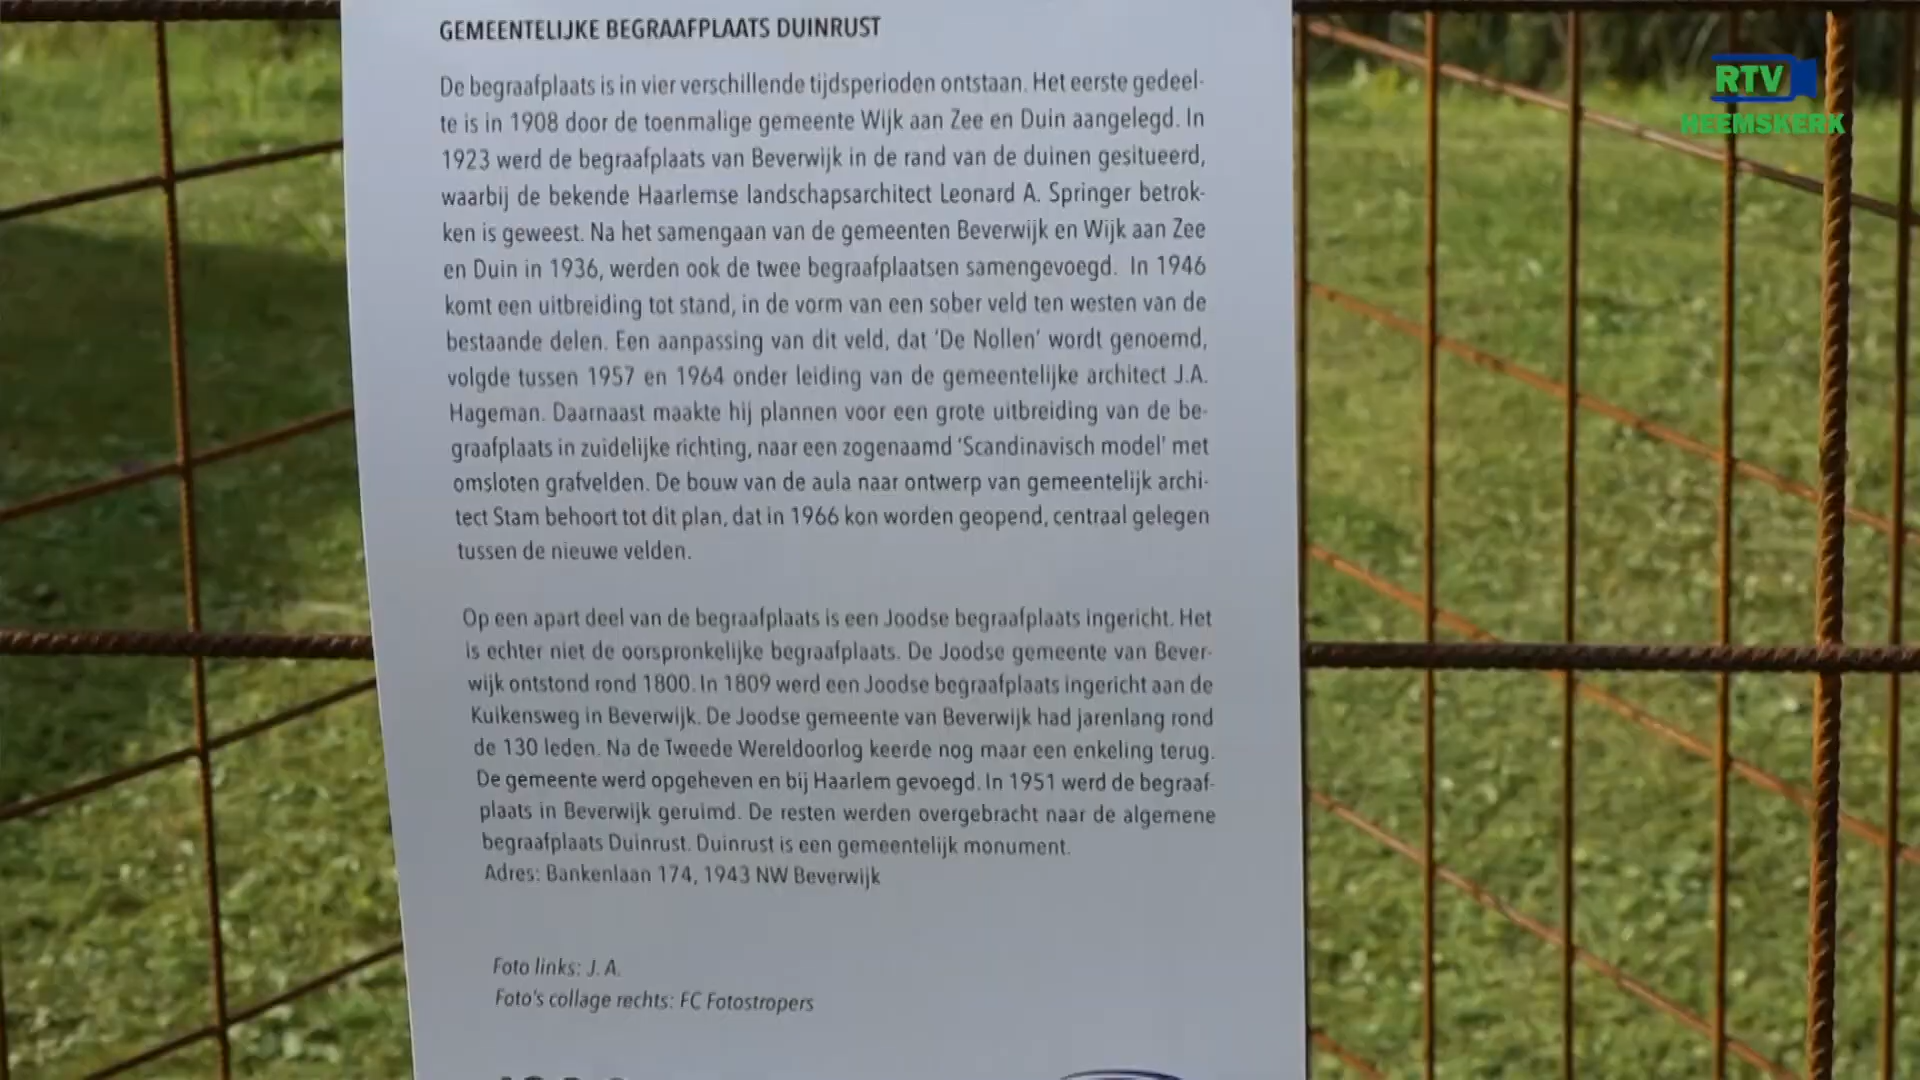 GEMEENTELIJKE BEGRAAFPLAATS DUINRUST
De begraafplaats is in vier verschillende tijdsperioden ontstaan. Het eerste gedeel-
te is in 1908 door de toenmalige gemeente Wijk aan Zee en Duin aangelegd. In
1923 werd de begraafplaats van Beverwijk in de rand van de duinen gesitueerd,
waarbij de bekende Haarlemse landschapsarchitect Leonard A. Springer betrok-
ken is geweest. Na het samengaan van de gemeenten Beverwijk en Wijk aan Zee
en Duin in 1936, werden ook de twee begraafplaatsen samengevoegd. In 1946
komt een uitbreiding tot stand, in de vorm van een sober veld ten westen van de
bestaande delen. Een aanpassing van dit veld, dat ‘De Nollen’ wordt genoemd,
volgde tussen 1957 en 1964 onder leiding van de gemeentelijke architect J.A.
Hageman. Daarnaast maakte hij plannen voor een grote uitbreiding van de be-
graafplaats in zuidelijke richting, naar een zogenaamd ‘Scandinavisch model’ met
omsloten grafvelden. De bouw van de aula naar ontwerp van gemeentelijk archi-
tect Stam behoort tot dit plan, dat in 1966 kon worden geopend, centraal gelegen
tussen de nieuwe velden.
Op een apart deel van de begraafplaats is een Joodse begraafplaats ingericht. Het
is echter niet de oorspronkelijke begraafplaats. De Joodse gemeente van Bever-
wijk ontstond rond 1800. In 1809 werd een Joodse begraafplaats ingericht aan de
Kuikensweg in Beverwijk. De Joodse gemeente van Beverwijk had jarenlang rond
de 130 leden. Na de Tweede Wereldoorlog keerde nog maar een enkeling terug.
De gemeente werd opgeheven en bij Haarlem gevoegd. In 1951 werd de begraaf-
plaats in Beverwijk geruimd. De resten werden overgebracht naar de algemene
begraafplaats Duinrust. Duinrust is een gemeentelijk monument.
Adres: Bankenlaan 174, 1943 NW Beverwijk
Foto links: J. A.
Foto's collage rechts: FC Fotostropers
RTV
HEEMSKERK